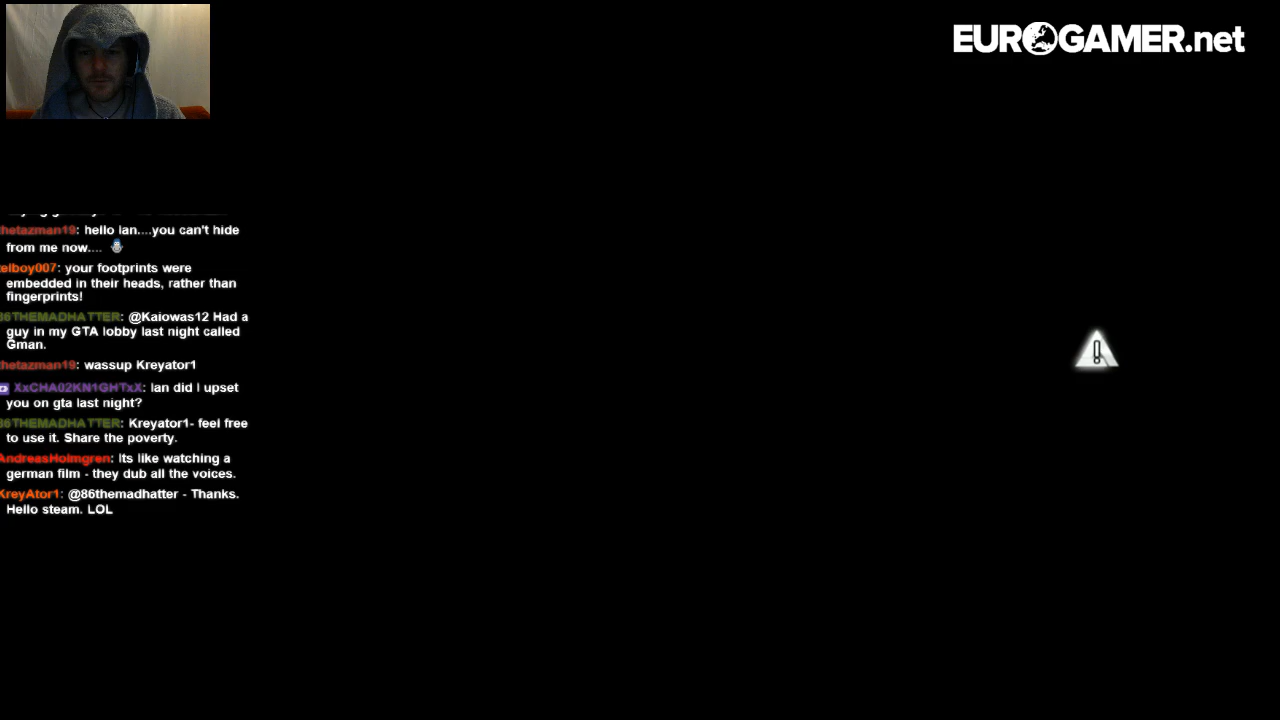 EUROGAMER.net
thetazman19: hello Ian....you can't hide
from me now....
elboy007: your footprints were
embedded in their heads, rather than
fingerprints!
86THEMADHATTER: @Kaiowas12 Had a
guy in my GTA lobby last night called
Gman.
thetazman19: wassup Kreyator1
XxCHA02KN1GHTxX: Ian did I upset
you on gta last night?
86THEMADHATTER: Kreyator1- feel free
to use it. Share the poverty.
AndreasHolmgren: Its like watching a
german film - they dub all the voices.
KreyAtor1: @86themadhatter - Thanks.
Hello steam. LOL